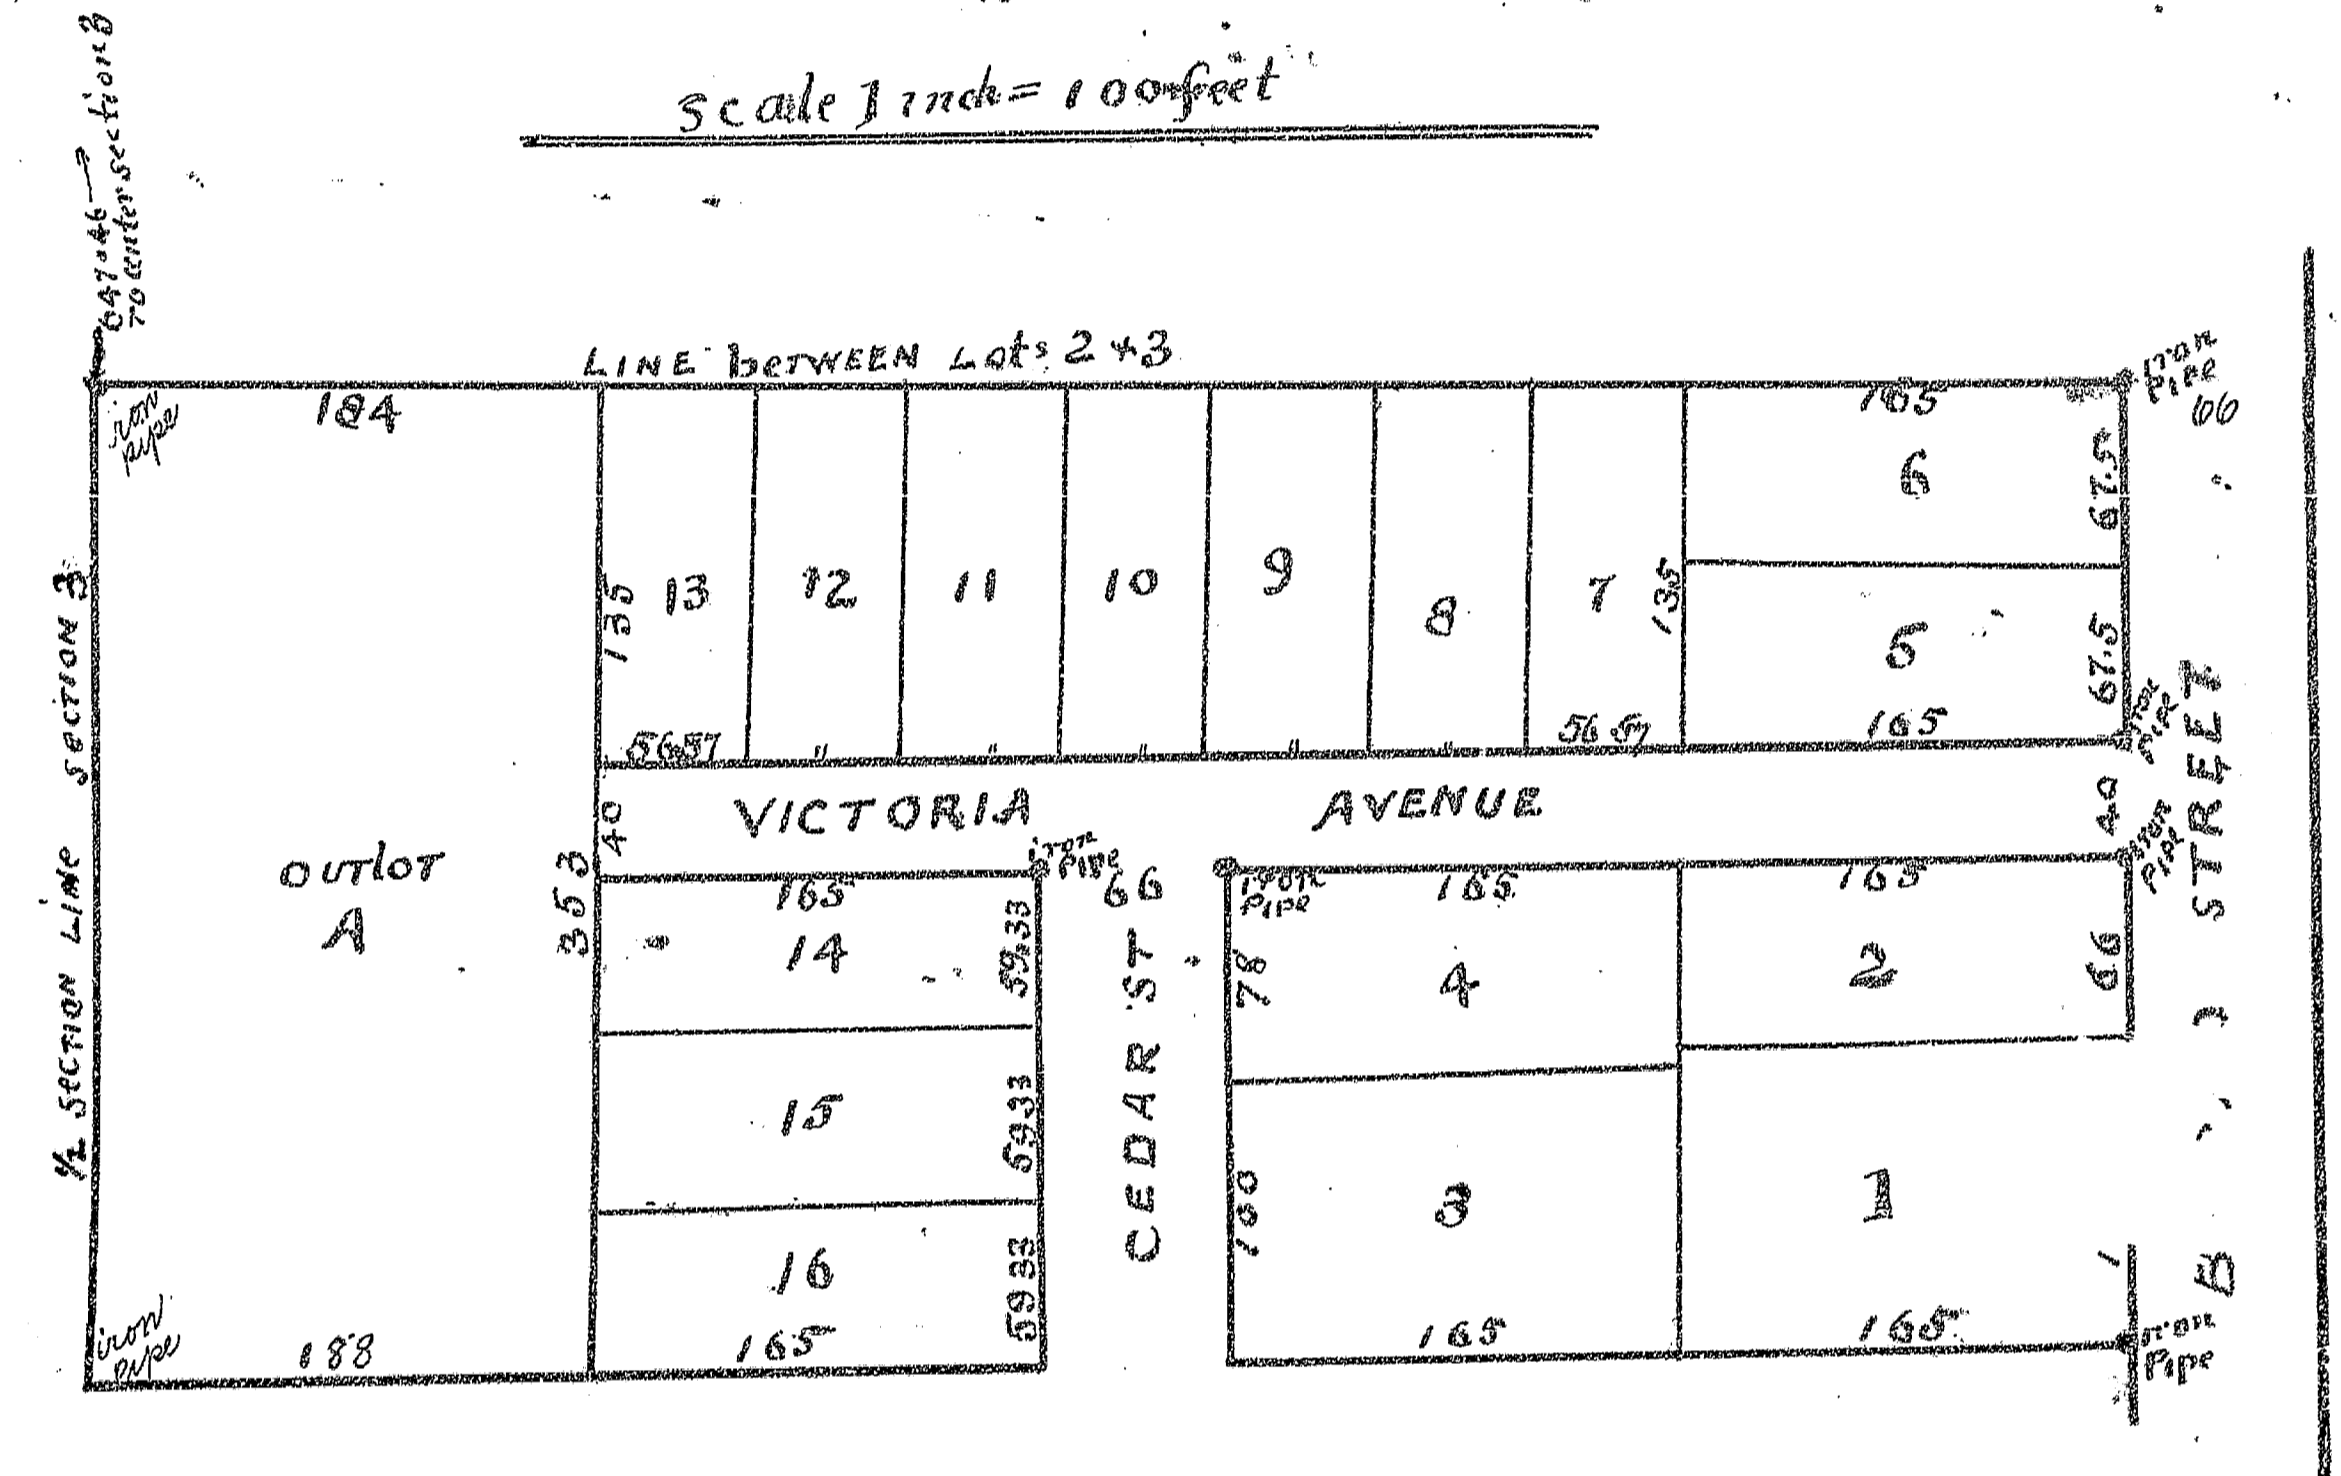 Scale 1 inch = 100 feet
to center section 3
LINE between Lots 2 + 3
iron
pipe
184
165
iron
pipe
66
6
67.5
13
12
11
10
9
8
7
135
135
5
67.5
165
56.57
"
"
"
"
"
56.57
iron
pipe
½ SECTION LINE SECTION 3
VICTORIA AVENUE
40
40
OUTLOT
A
353
iron
pipe
66
iron
pipe
iron
pipe
165
14
59.33
165
4
78
165
2
66
B STREET
CEDAR ST
15
59.33
16
59.33
165
3
100
165
1
165
iron
pipe
188
iron
pipe